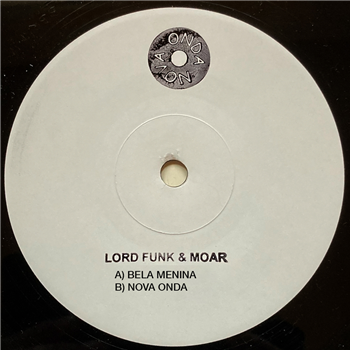 NOVA ONDA
LORD FUNK & MOAR
A) BELA MENINA
B) NOVA ONDA